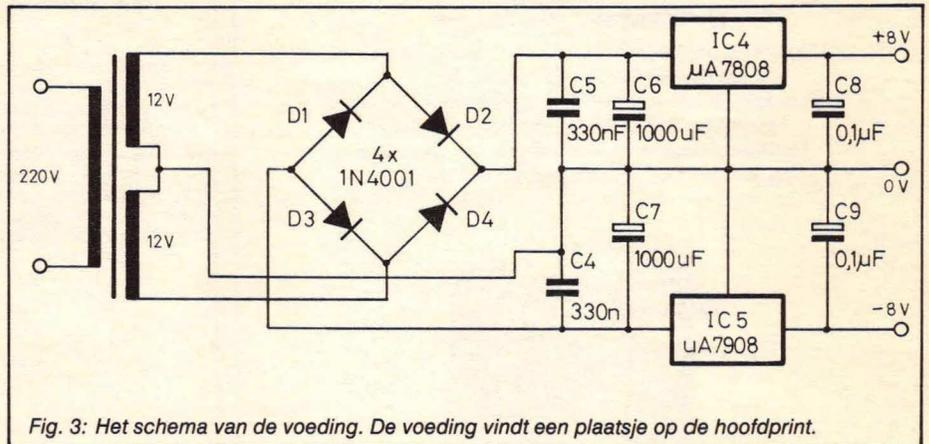 IC4
µA7808
+8V
12V
D1
D2
C5
330nF
C6
1000uF
C8
0,1µF
4x
1N4001
220V
0V
12V
D3
D4
C7
1000uF
C9
0,1µF
C4
330n
IC5
uA7908
-8V
Fig. 3: Het schema van de voeding. De voeding vindt een plaatsje op de hoofdprint.